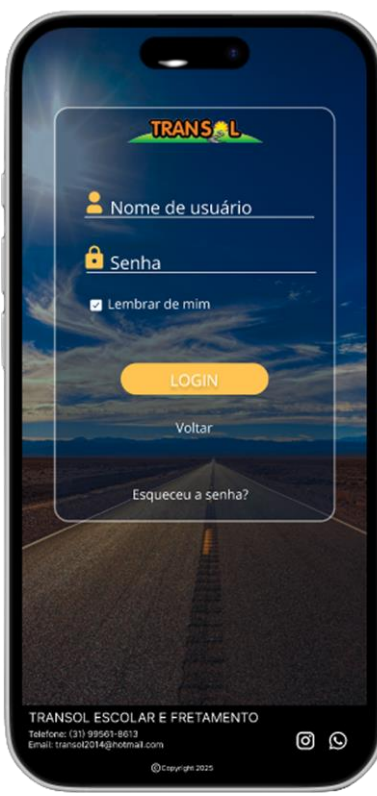 TRANSOL
Nome de usuário
Senha
Lembrar de mim
LOGIN
Voltar
Esqueceu a senha?
TRANSOL ESCOLAR E FRETAMENTO
Telefone: (31) 99561-8613
Email: transol2014@hotmail.com
©Copyright 2025